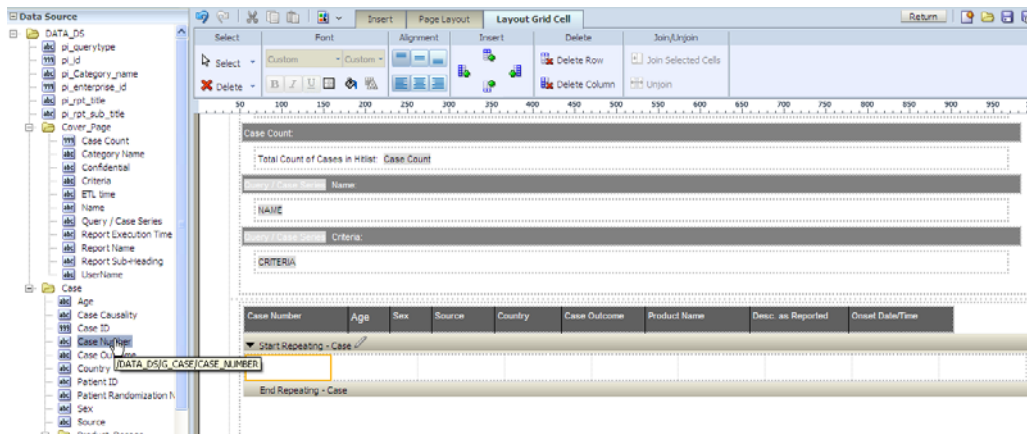 Data Source
DATA_DS
pi_querytype
pi_id
pi_Category_name
pi_enterprise_id
pi_rpt_title
pi_rpt_sub_title
Cover_Page
Case Count
Category Name
Confidential
Criteria
ETL time
Name
Query / Case Series
Report Execution Time
Report Name
Report Sub-Heading
UserName
Case
Age
Case Causality
Case ID
Case Number
Case Ou
/DATA_DS/G_CASE/CASE_NUMBER
Country
Patient ID
Patient Randomization N
Sex
Source
Insert
Page Layout
Layout Grid Cell
Return
Select
Font
Alignment
Insert
Delete
Join/Unjoin
Select
Custom
Custom
Delete Row
Join Selected Cells
Delete
B I U
Delete Column
Unjoin
50 100 150 200 250 300 350 400 450 500 550 600 650 700 750 800 850 900 950
Case Count:
Total Count of Cases in Hitlist: Case Count
Query / Case Series Name:
NAME
Query / Case Series Criteria:
CRITERIA
Case Number Age Sex Source Country Case Outcome Product Name Desc. as Reported Onset Date/Time
Start Repeating - Case
End Repeating - Case